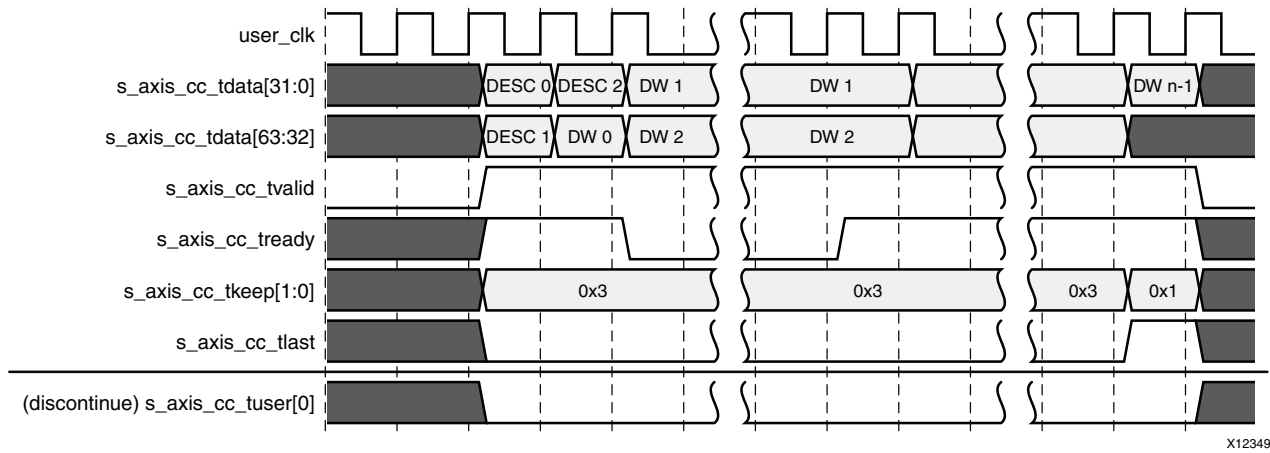 user_clk
s_axis_cc_tdata[31:0] DESC 0 DESC 2 DW 1 DW 1 DW n-1
s_axis_cc_tdata[63:32] DESC 1 DW 0 DW 2 DW 2
s_axis_cc_tvalid
s_axis_cc_tready
s_axis_cc_tkeep[1:0] 0x3 0x3 0x3 0x1
s_axis_cc_tlast
(discontinue) s_axis_cc_tuser[0]
X12349